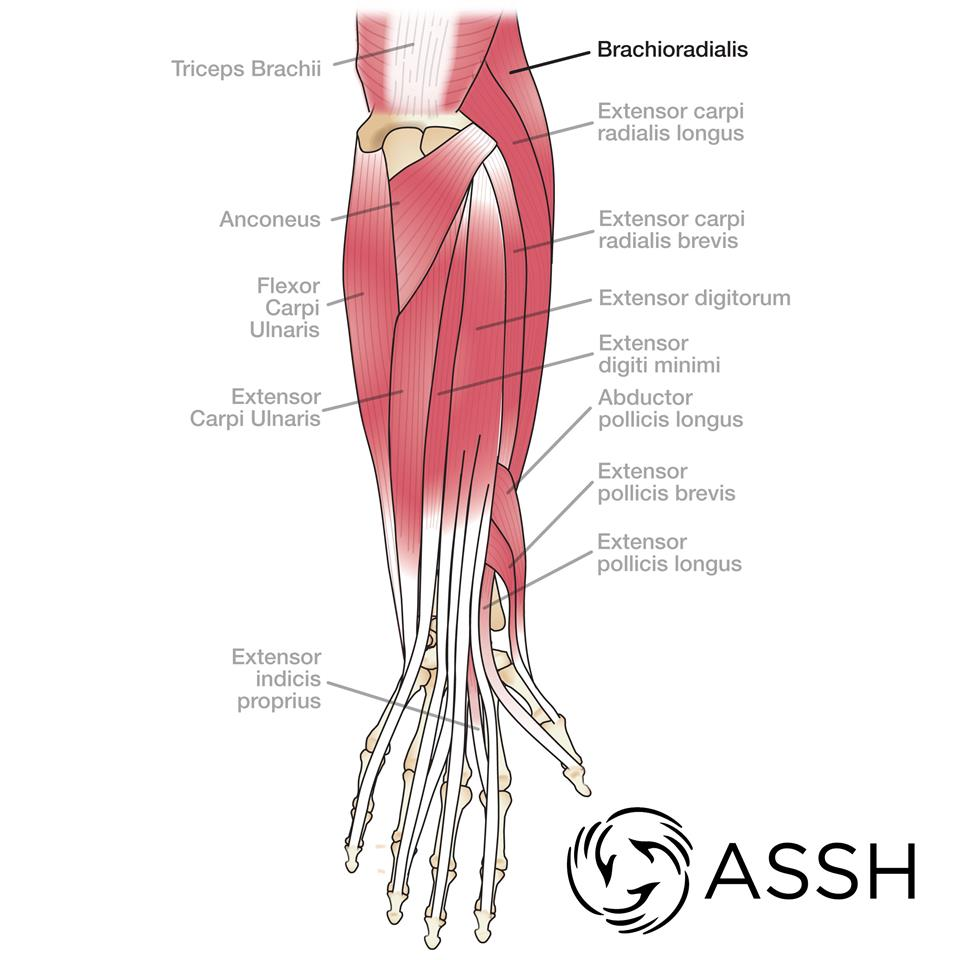 Triceps Brachii
Brachioradialis
Extensor carpi
radialis longus
Anconeus
Extensor carpi
radialis brevis
Flexor
Carpi
Ulnaris
Extensor digitorum
Extensor
digiti minimi
Extensor
Carpi Ulnaris
Abductor
pollicis longus
Extensor
pollicis brevis
Extensor
pollicis longus
Extensor
indicis
proprius
ASSH